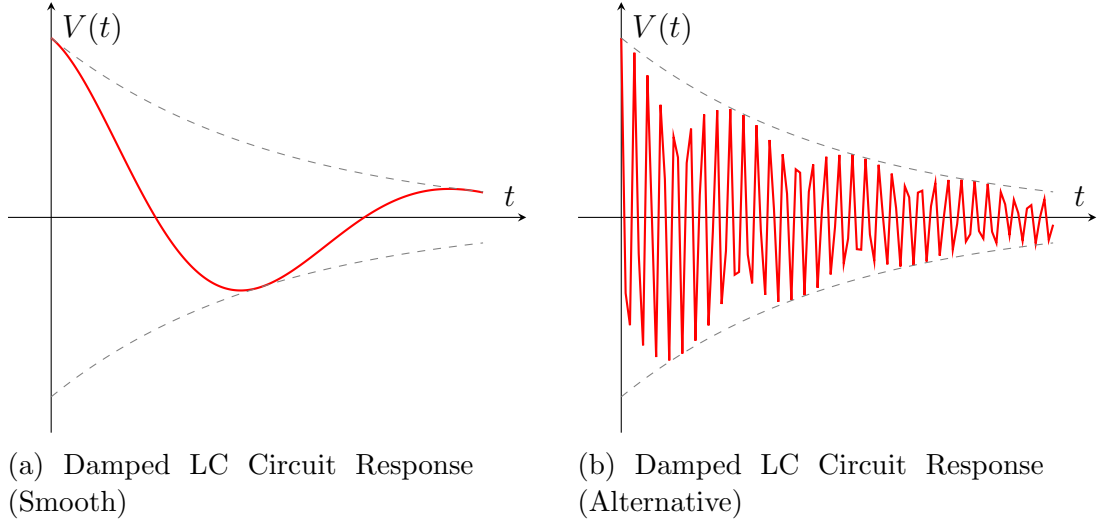 V(t)
t
(a) Damped LC Circuit Response
(Smooth)
V(t)
t
(b) Damped LC Circuit Response
(Alternative)